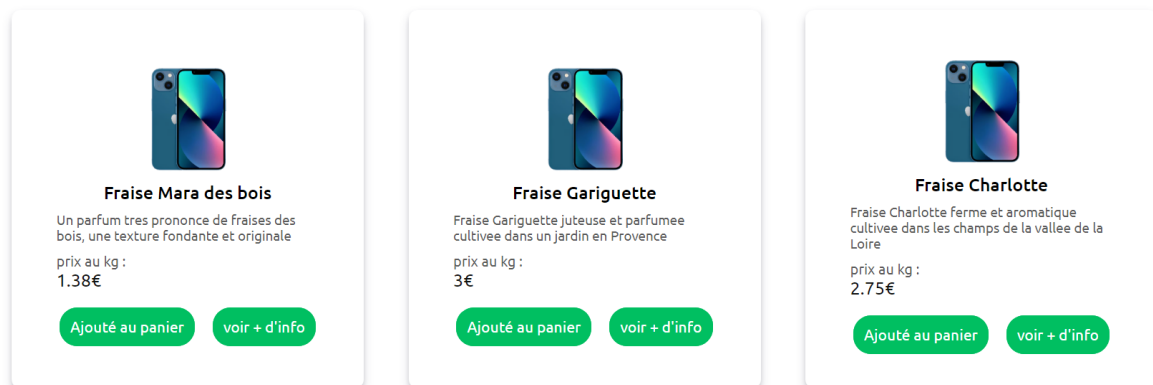 Fraise Mara des bois
Un parfum tres prononce de fraises des
bois, une texture fondante et originale
prix au kg :
1.38€
Ajouté au panier
voir + d'info
Fraise Gariguette
Fraise Gariguette juteuse et parfumee
cultivee dans un jardin en Provence
prix au kg :
3€
Ajouté au panier
voir + d'info
Fraise Charlotte
Fraise Charlotte ferme et aromatique
cultivee dans les champs de la vallee de la
Loire
prix au kg :
2.75€
Ajouté au panier
voir + d'info